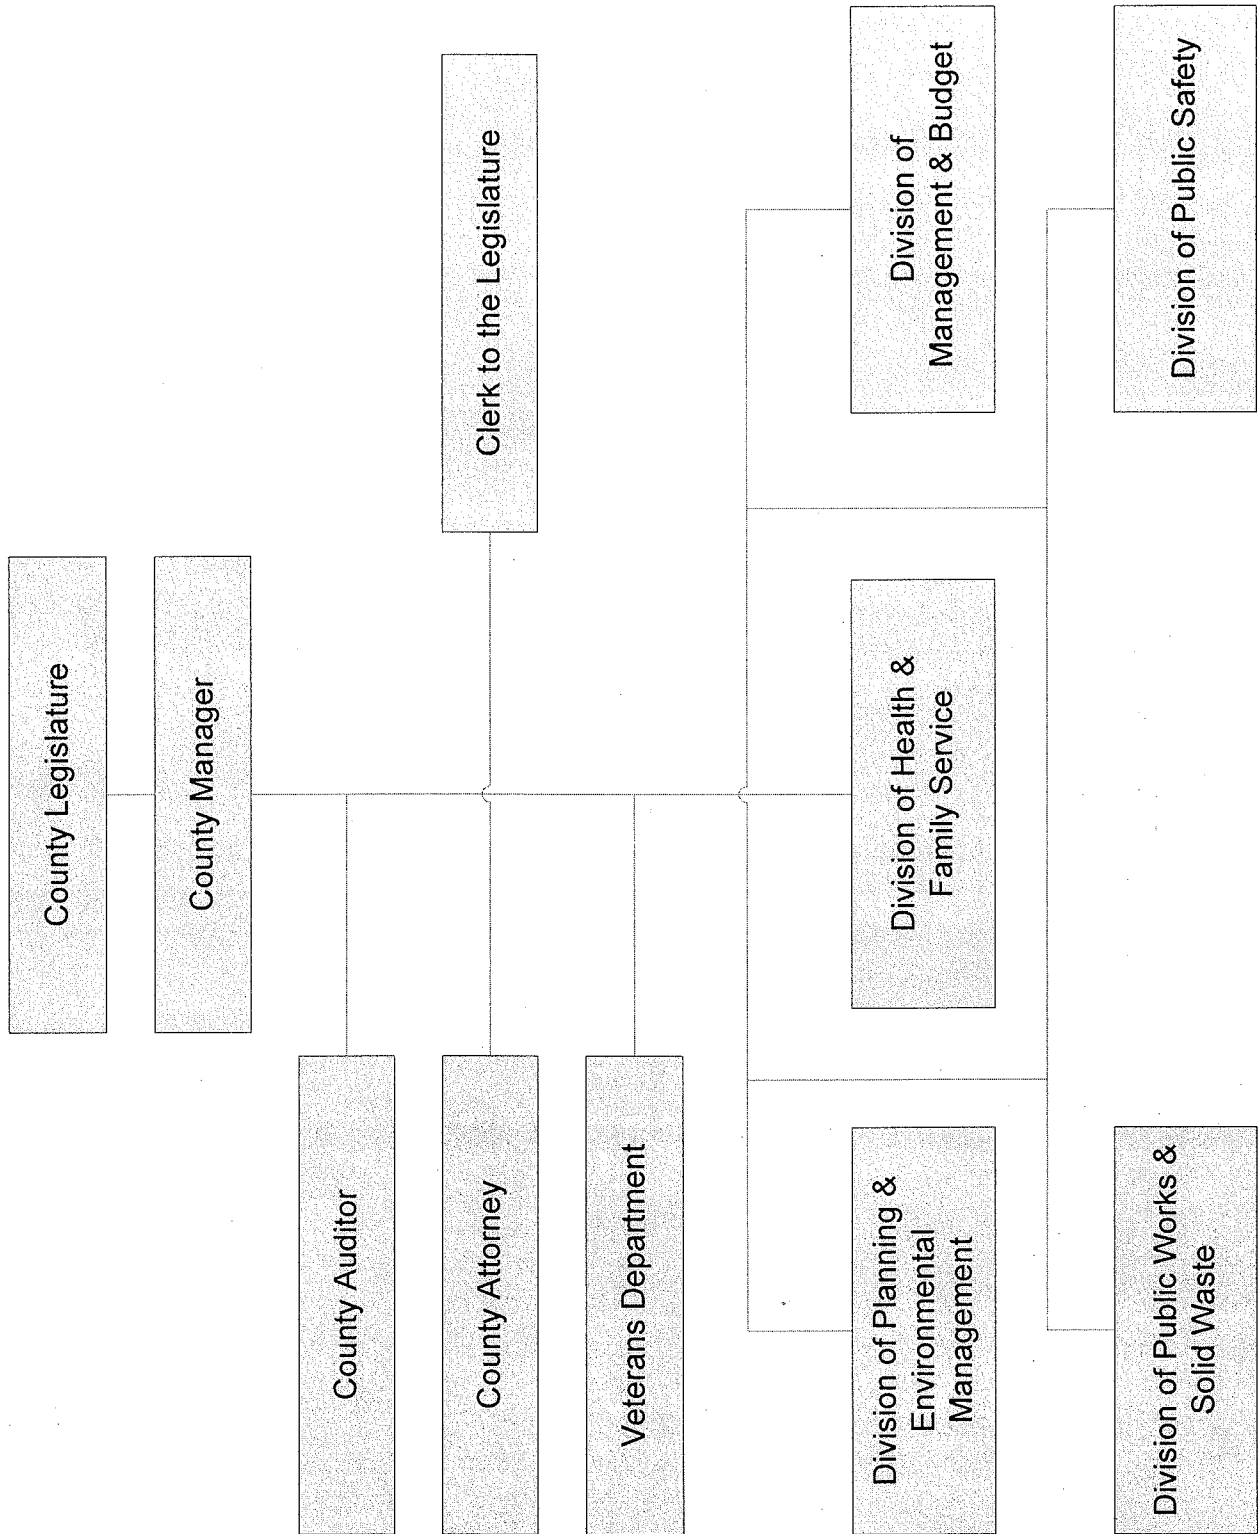 County Legislature
County Manager
County Auditor
County Attorney
Clerk to the Legislature
Veterans Department
Division of Planning &
Environmental
Management
Division of Health &
Family Service
Division of
Management & Budget
Division of Public Works &
Solid Waste
Division of Public Safety